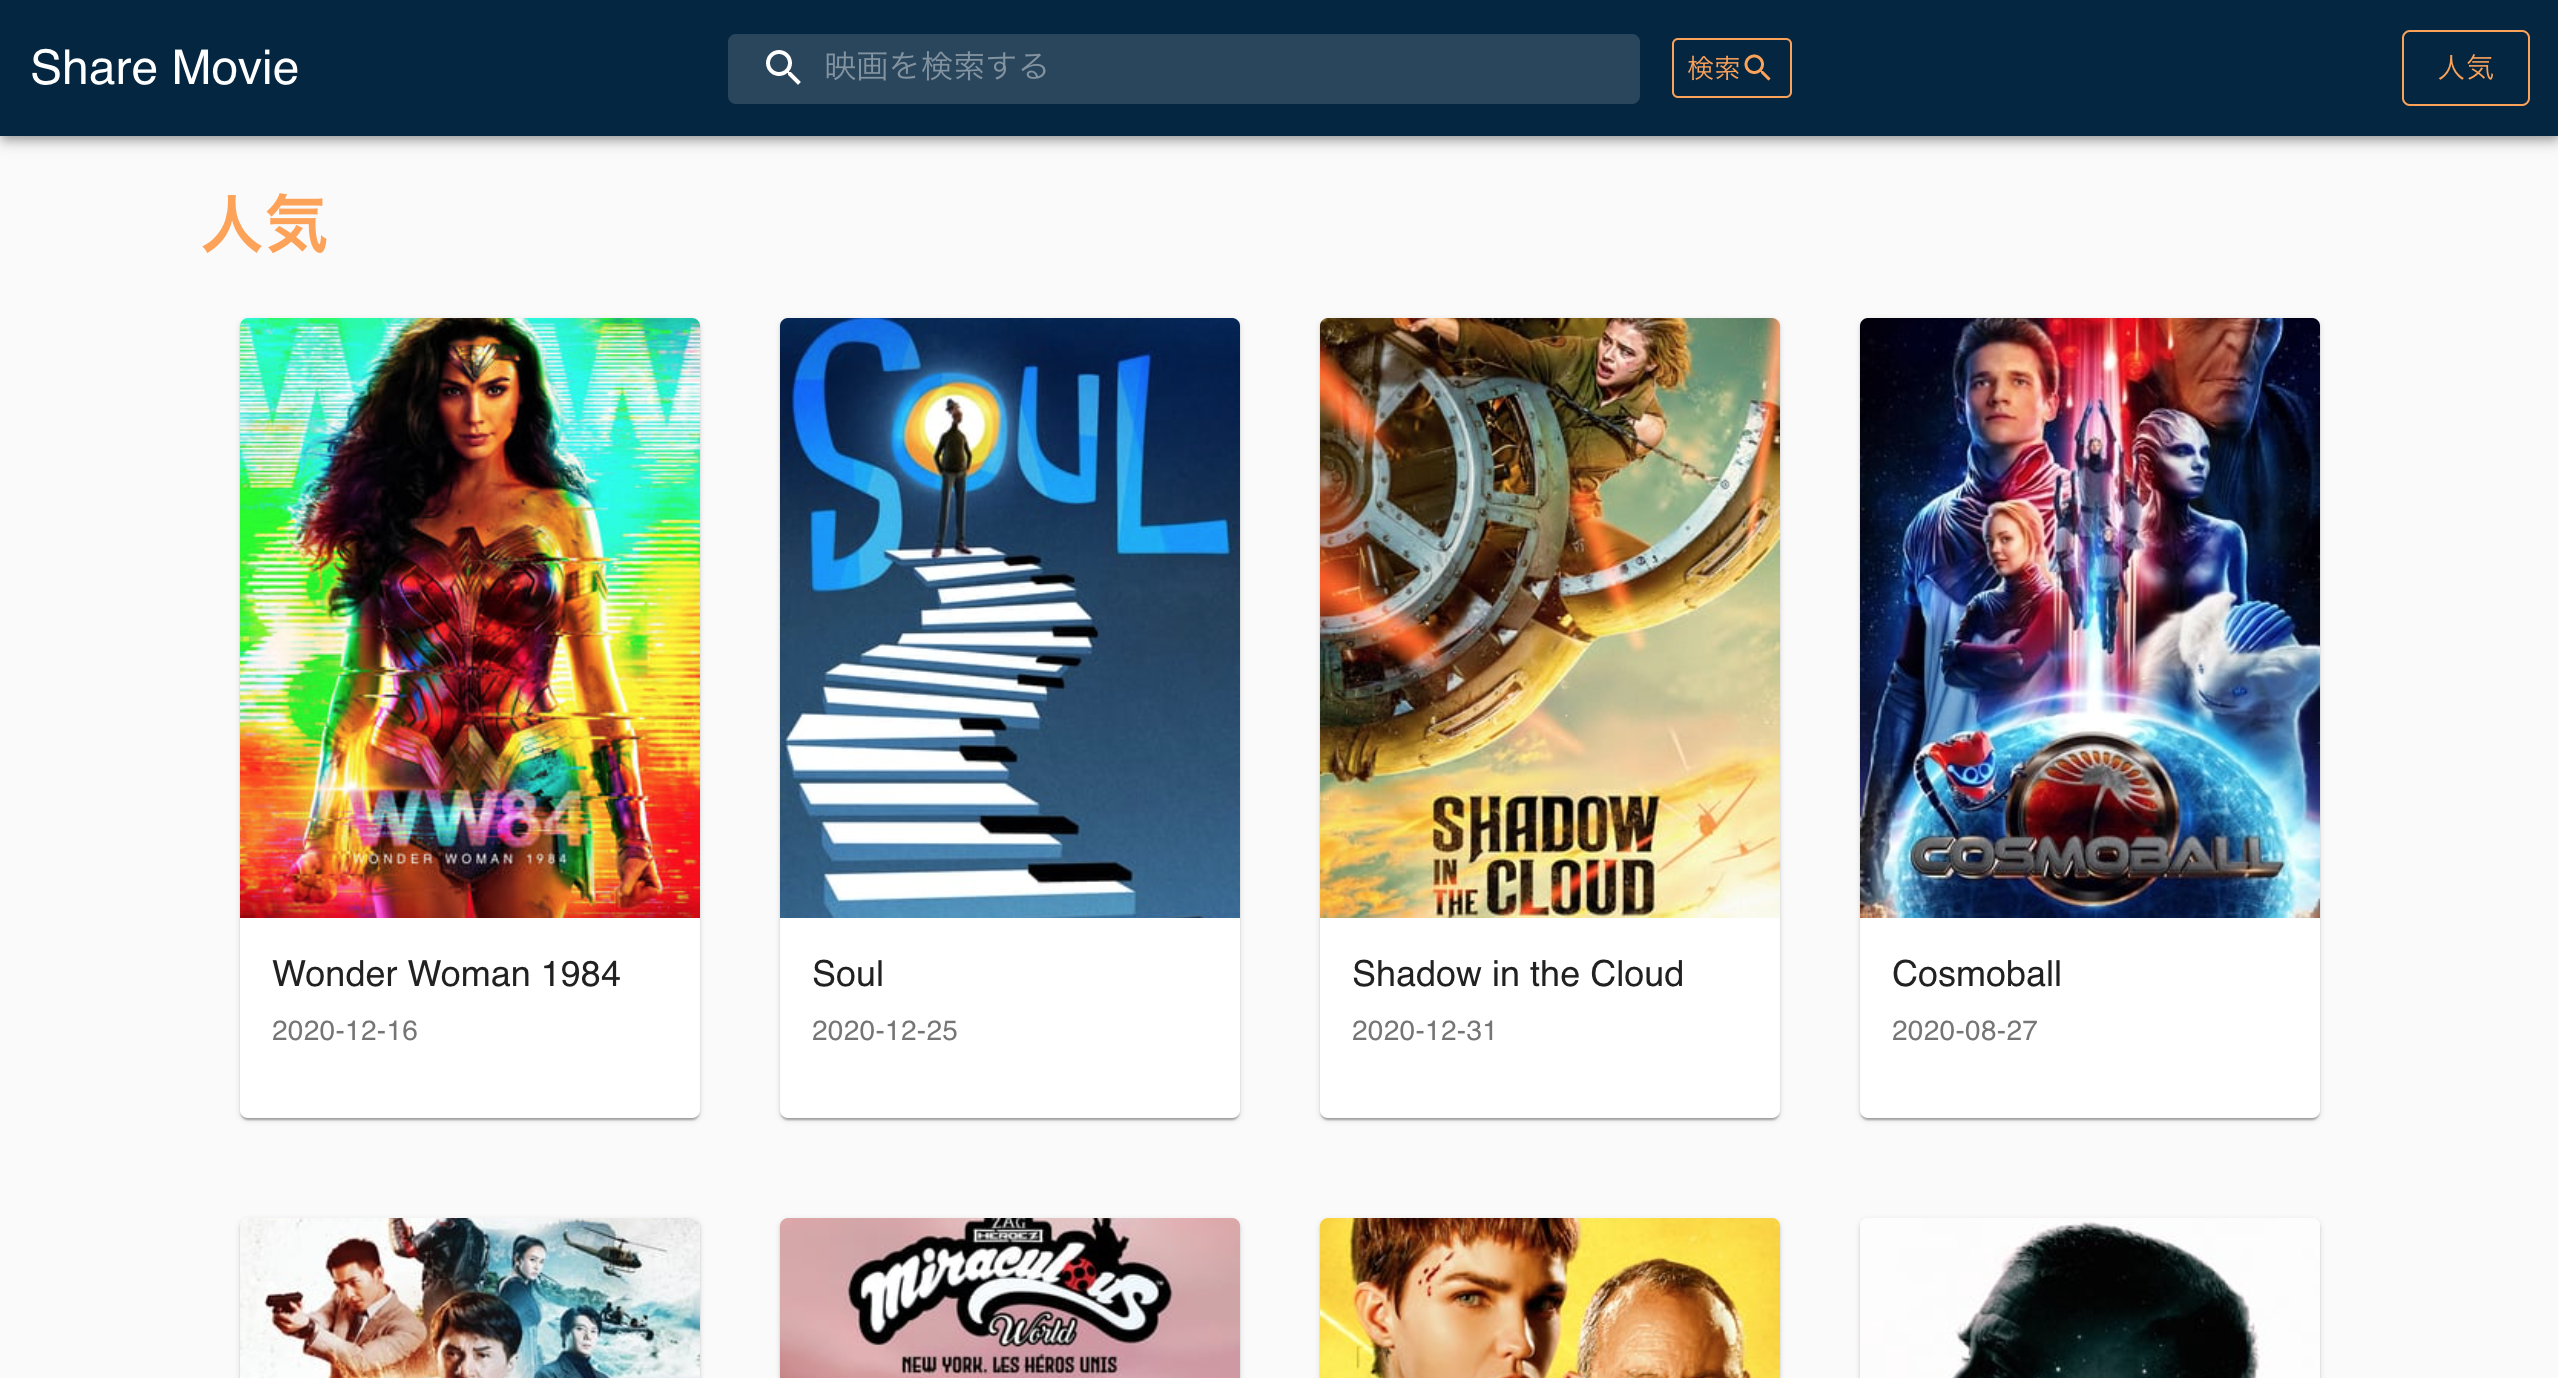 Share Movie
映画を検索する
検索
人気
人気
WW84
WONDER WOMAN 1984
SOUL
SHADOW
IN
THE CLOUD
COSMOBALL
Wonder Woman 1984
2020-12-16
Soul
2020-12-25
Shadow in the Cloud
2020-12-31
Cosmoball
2020-08-27
ZAG
HEROEZ
Miraculous
World
NEW YORK. LES HÉROS UNIS